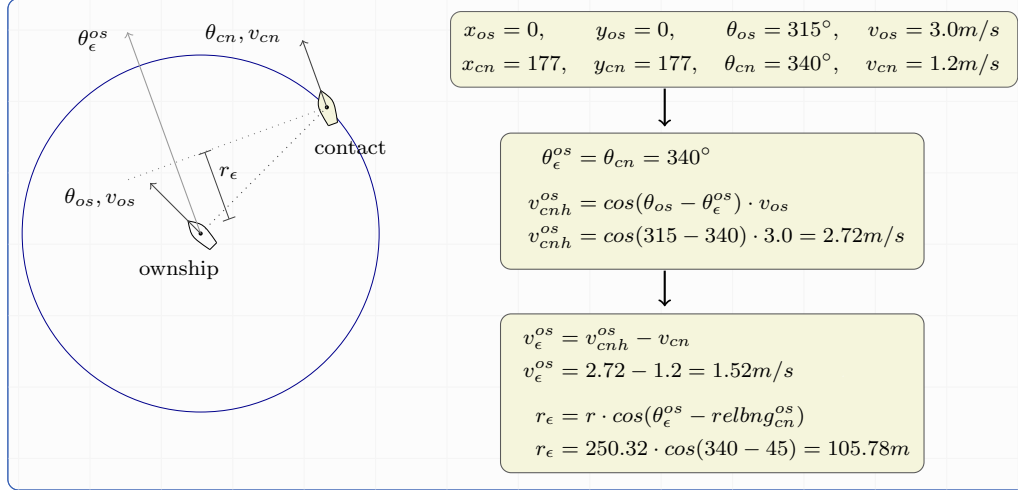 θ_ϵ^{os}
θ_{cn}, v_{cn}
contact
r_ϵ
θ_{os}, v_{os}
ownship
x_{os} = 0, y_{os} = 0, θ_{os} = 315°, v_{os} = 3.0m/s
x_{cn} = 177, y_{cn} = 177, θ_{cn} = 340°, v_{cn} = 1.2m/s
θ_ϵ^{os} = θ_{cn} = 340°
v_{cnh}^{os} = cos(θ_{os} − θ_ϵ^{os}) · v_{os}
v_{cnh}^{os} = cos(315 − 340) · 3.0 = 2.72m/s
v_ϵ^{os} = v_{cnh}^{os} − v_{cn}
v_ϵ^{os} = 2.72 − 1.2 = 1.52m/s
r_ϵ = r · cos(θ_ϵ^{os} − relbng_{cn}^{os})
r_ϵ = 250.32 · cos(340 − 45) = 105.78m